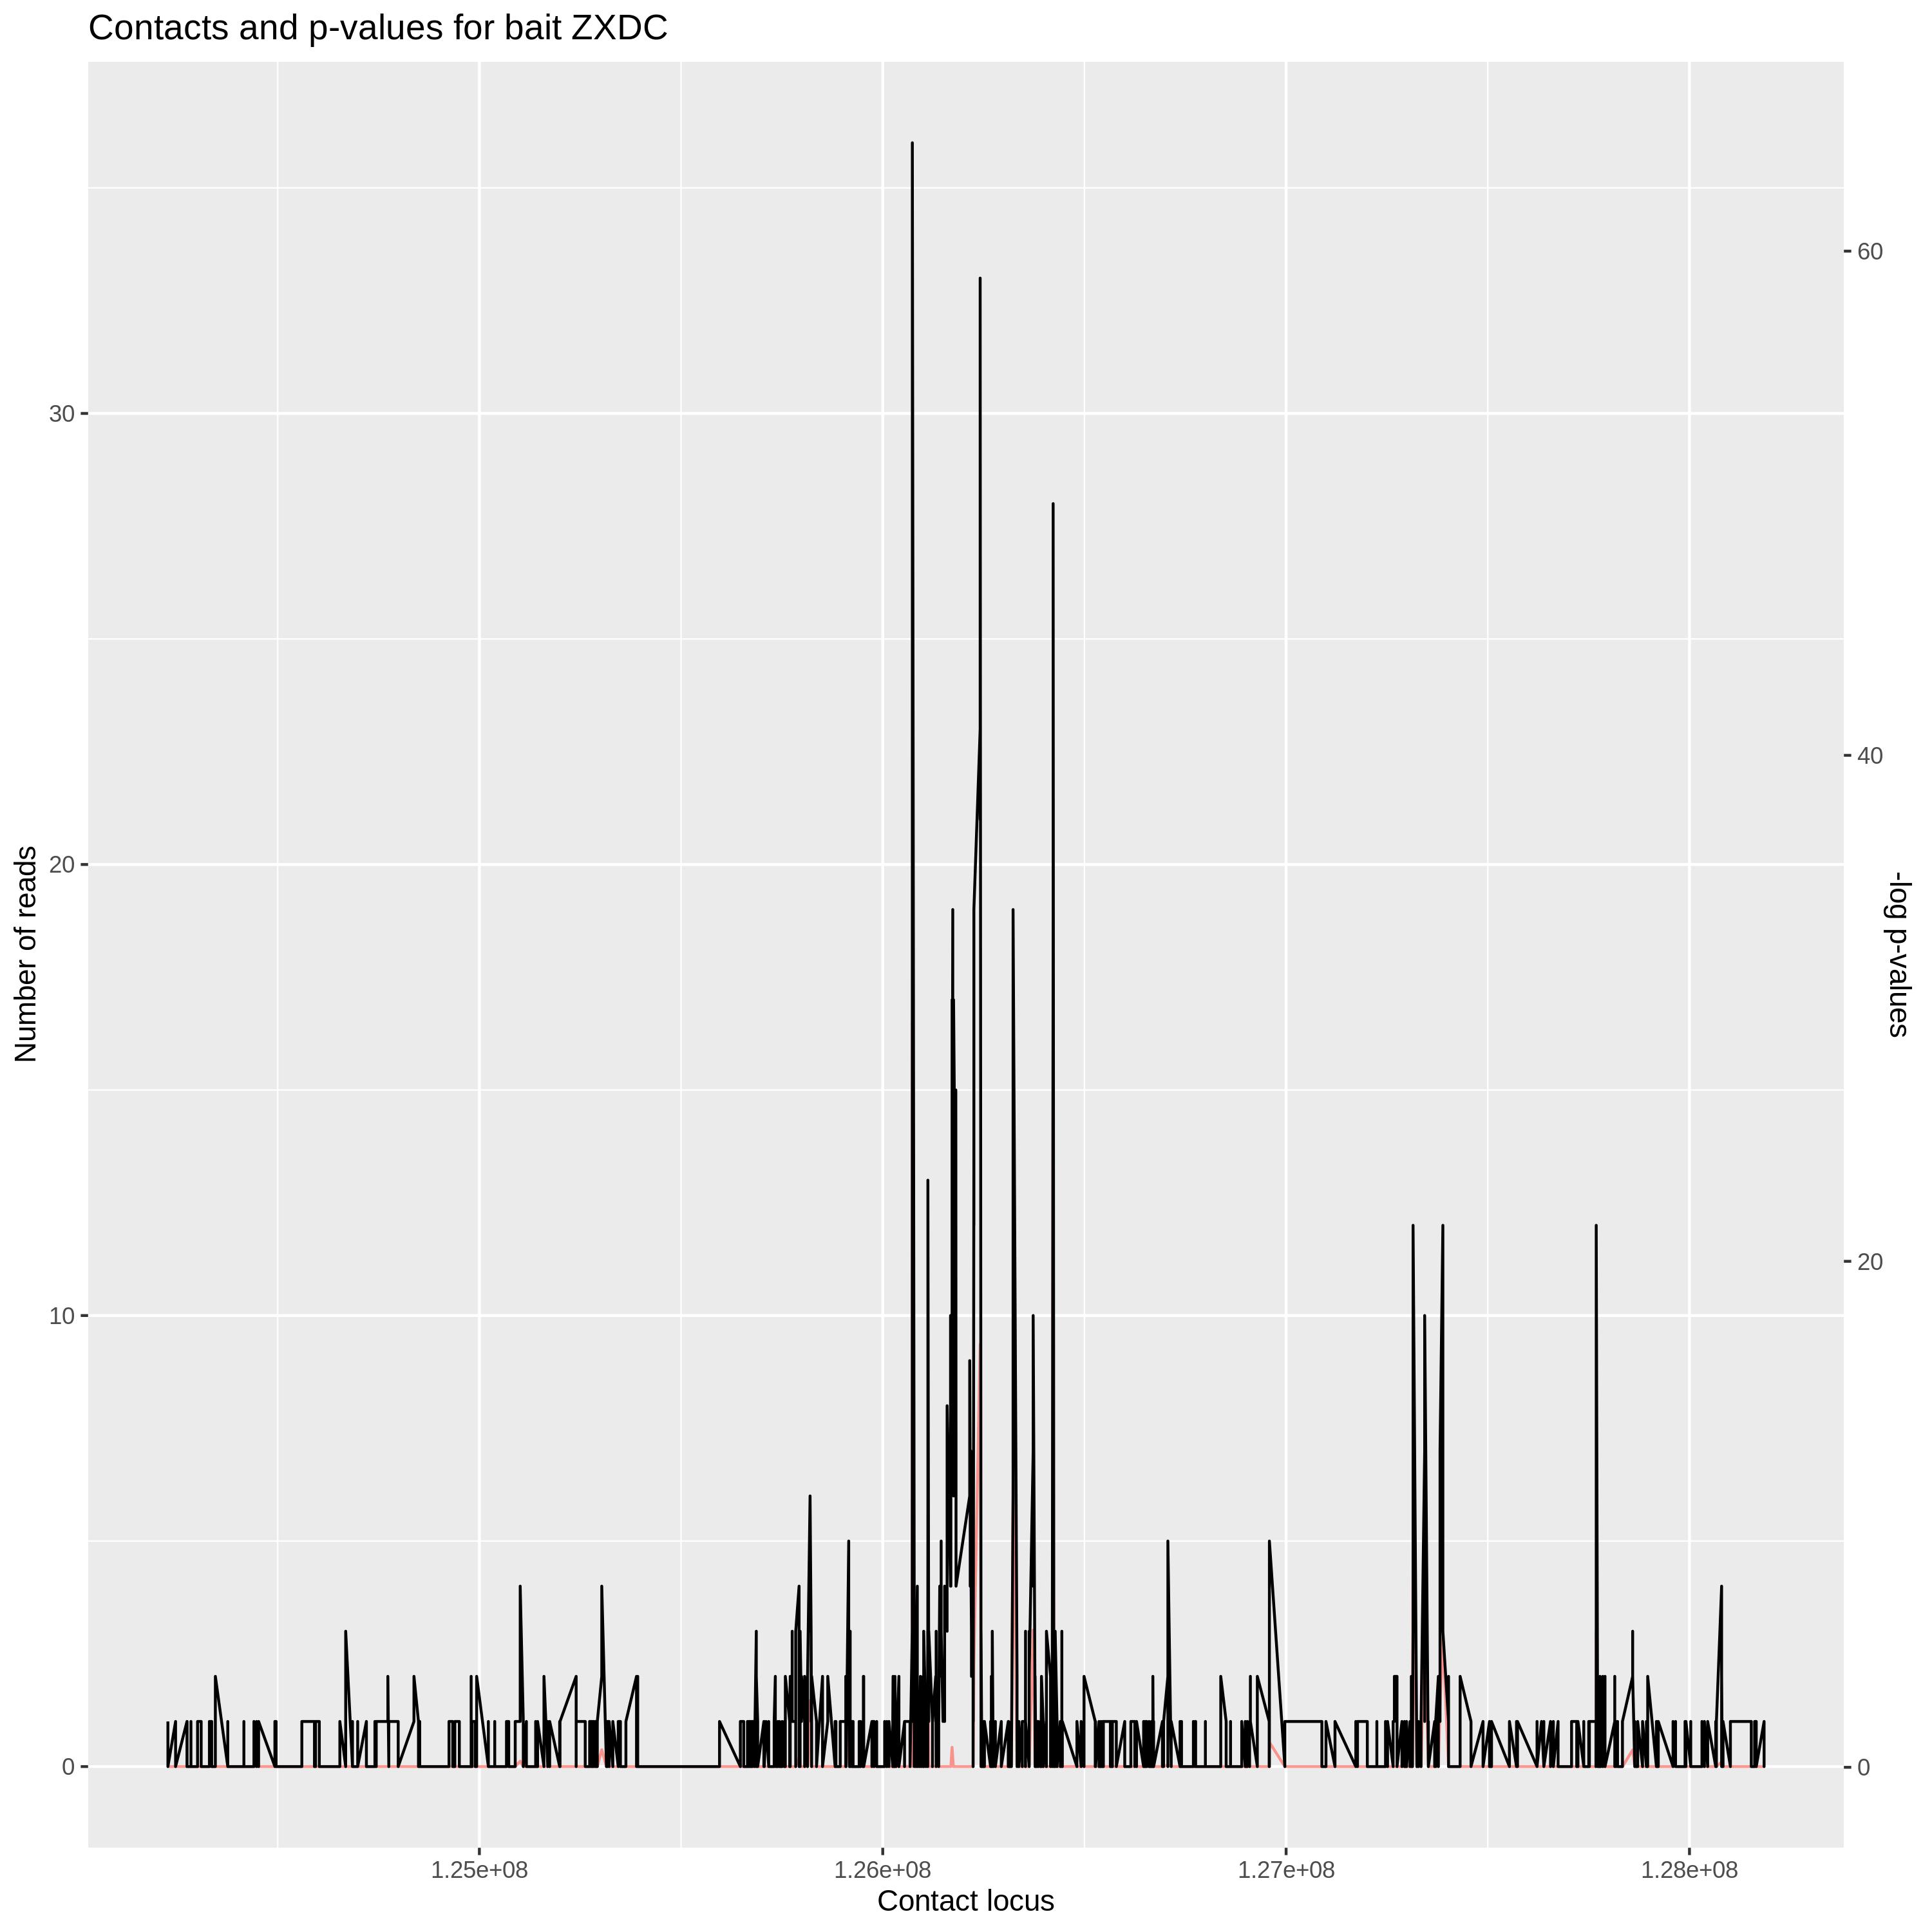 Contacts and p-values for bait ZXDC
Number of reads
30
20
10
0
60
40
20
0
-log p-values
1.25e+08
1.26e+08
1.27e+08
1.28e+08
Contact locus